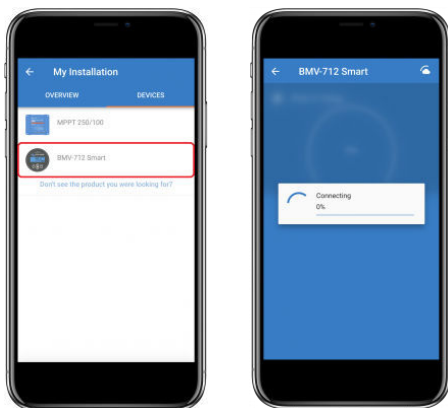 My Installation
OVERVIEW
DEVICES
MPPT 250/100
BMV-712 Smart
Don't see the product you were looking for?
BMV-712 Smart
Connecting
0%